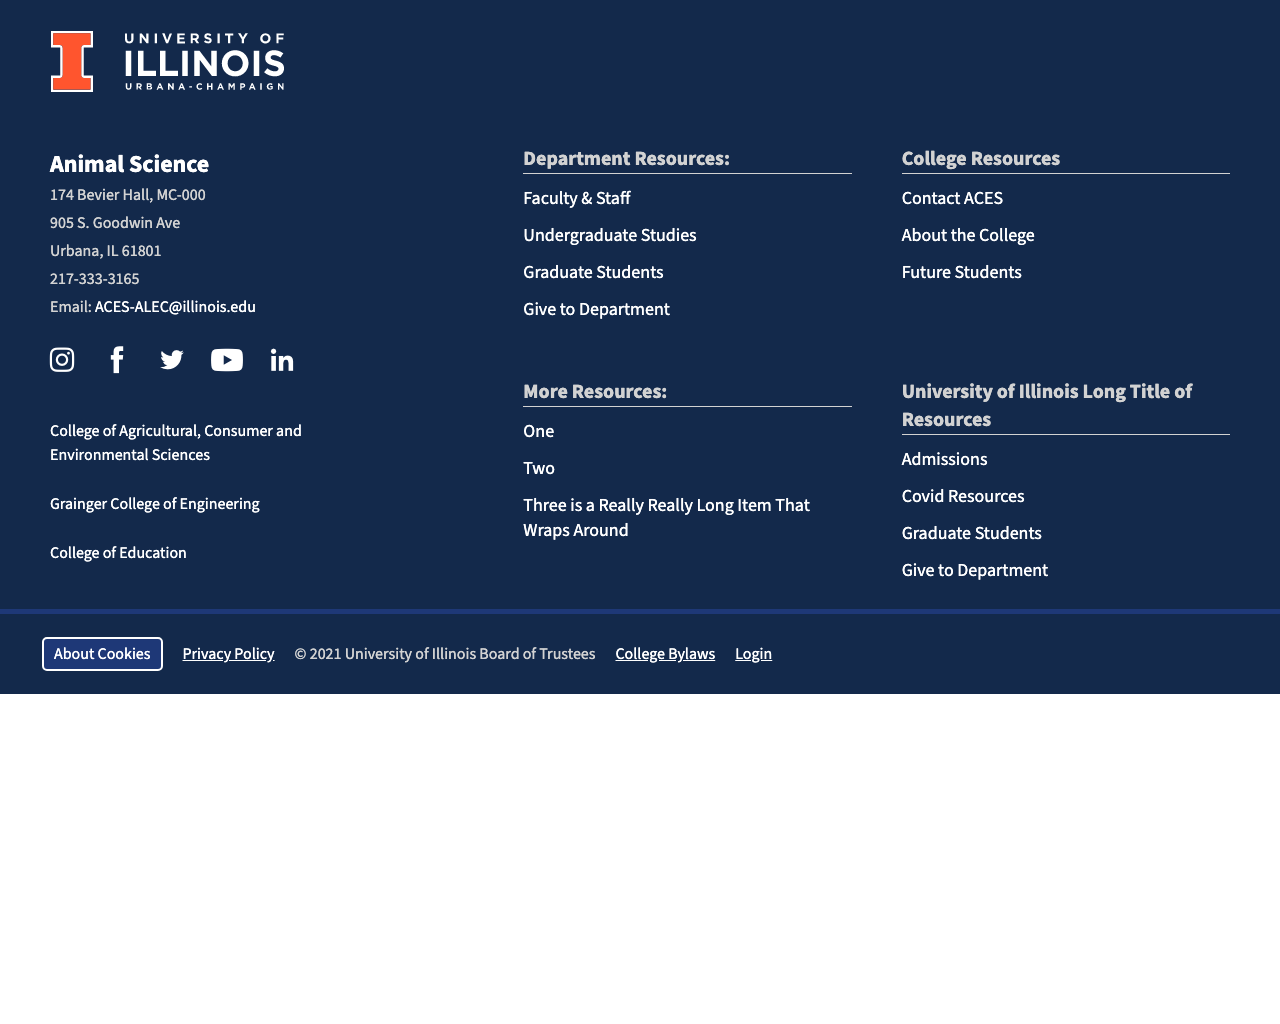 UNIVERSITY OF
ILLINOIS
URBANA-CHAMPAIGN
Animal Science
174 Bevier Hall, MC-000
905 S. Goodwin Ave
Urbana, IL 61801
217-333-3165
Email: ACES-ALEC@illinois.edu
College of Agricultural, Consumer and
Environmental Sciences
Grainger College of Engineering
College of Education
Department Resources:
Faculty & Staff
Undergraduate Studies
Graduate Students
Give to Department
College Resources
Contact ACES
About the College
Future Students
More Resources:
One
Two
Three is a Really Really Long Item That
Wraps Around
University of Illinois Long Title of
Resources
Admissions
Covid Resources
Graduate Students
Give to Department
About Cookies Privacy Policy © 2021 University of Illinois Board of Trustees College Bylaws Login